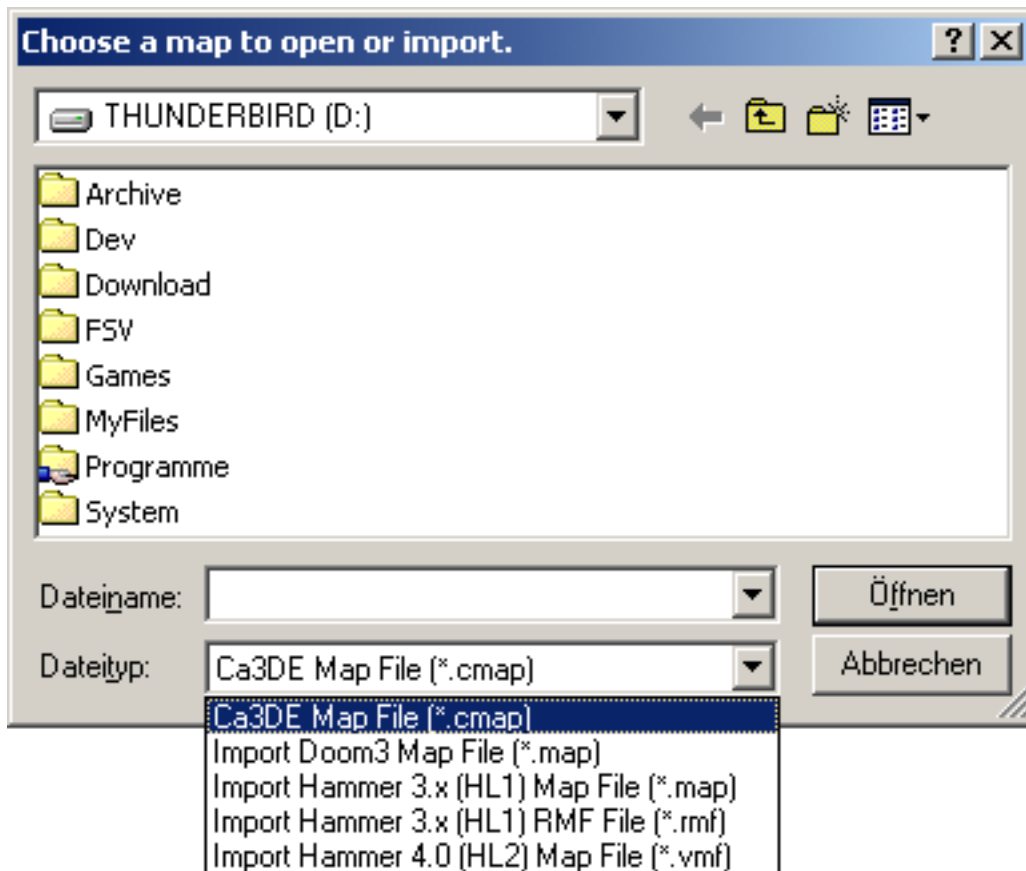 Choose a map to open or import.
THUNDERBIRD (D:)
Archive
Dev
Download
FSV
Games
MyFiles
Programme
System
Dateiname:
Öffnen
Dateityp:
Ca3DE Map File (*.cmap)
Abbrechen
Ca3DE Map File (*.cmap)
Import Doom3 Map File (*.map)
Import Hammer 3.x (HL1) Map File (*.map)
Import Hammer 3.x (HL1) RMF File (*.rmf)
Import Hammer 4.0 (HL2) Map File (*.vmf)